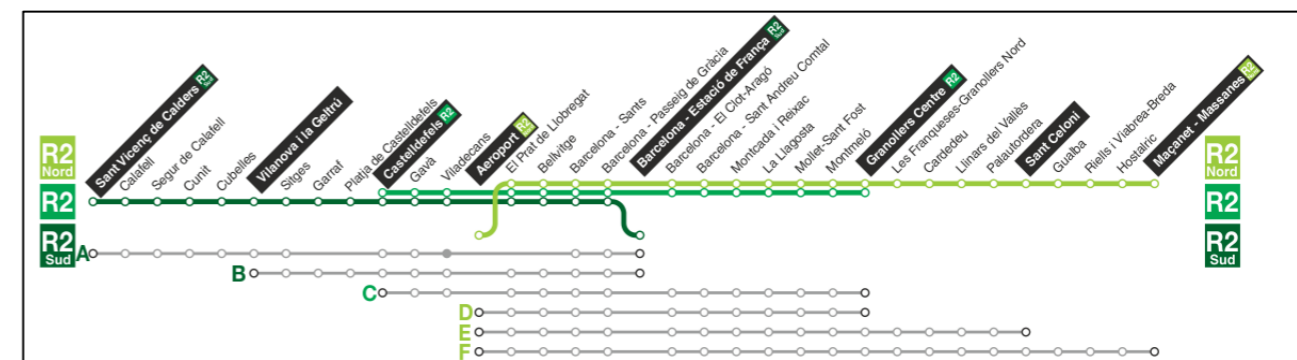 Sant Vicenç de Calders R2 Nord
Calafell
Segur de Calafell
Cunit
Cubelles
Vilanova i la Geltrú
Sitges
Garraf
Platja de Castelldefels
Castelldefels R2
Gavà
Viladecans
Aeroport R2 Nord
El Prat de Llobregat
Bellvitge
Barcelona - Sants
Barcelona - Passeig de Gràcia
Barcelona - Estació de França R2
Barcelona - El Clot-Aragó
Barcelona - Sant Andreu Comtal
Montcada i Reixac
La Llagosta
Mollet-Sant Fost
Montmeló
Granollers Centre R2
Les Franqueses-Granollers Nord
Cardedeu
Llinars del Vallès
Palautordera
Sant Celoni
Gualba
Riells i Viabrea-Breda
Hostalric
Maçanet - Massanes R2 Nord
R2
Nord
R2
R2
Sud
R2
Nord
R2
R2
Sud
A
B
C
D
E
F